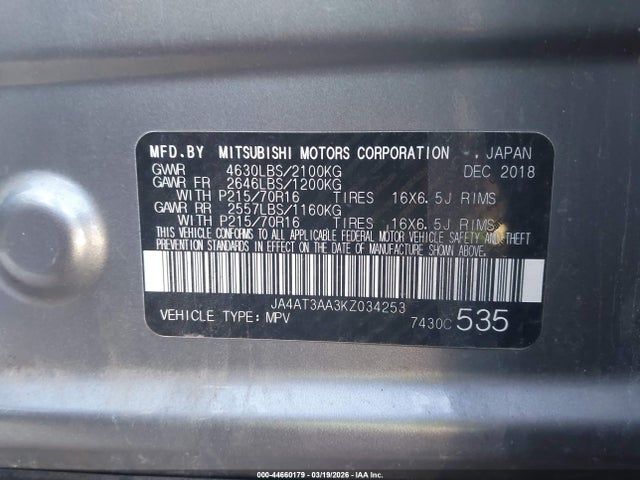 MFD.BY MITSUBISHI MOTORS CORPORATION , JAPAN
GVWR 4630LBS/2100KG DEC 2018
GAWR FR 2646LBS/1200KG
WITH P215/70R16 TIRES 16X6.5J RIMS
GAWR RR 2557LBS/1160KG
WITH P215/70R16 TIRES 16X6.5J RIMS
THIS VEHICLE CONFORMS TO ALL APPLICABLE FEDERAL MOTOR VEHICLE SAFETY AND THEFT
PREVENTION STANDARDS IN EFFECT ON THE DATE OF MANUFACTURE SHOWN ABOVE.
JA4AT3AA3KZ034253
VEHICLE TYPE:MPV 7430C 535
000-44660179 - 03/19/2026 - IAA Inc.